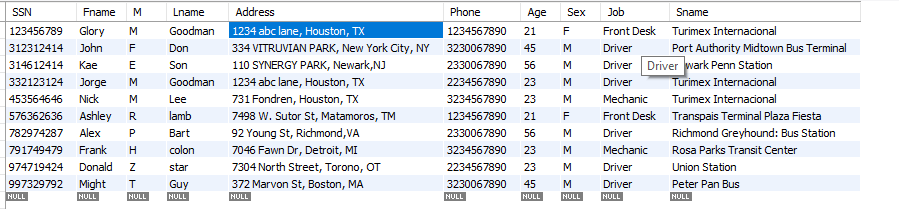 SSN Fname M Lname Address Phone Age Sex Job Sname
123456789 Glory M Goodman 1234 abc lane, Houston, TX 1234567890 21 F Front Desk Turimex Internacional
312312414 John F Don 334 VITRUVIAN PARK, New York City, NY 3230067890 45 M Driver Port Authority Midtown Bus Terminal
314612414 Kae E Son 110 SYNERGY PARK, Newark,NJ 2330067890 56 M Driver Driver wark Penn Station
332123124 Jorge M Goodman 1234 abc lane, Houston, TX 2234567890 23 M Driver Turimex Internacional
453564646 Nick M Lee 731 Fondren, Houston, TX 3234567890 23 M Mechanic Turimex Internacional
576362636 Ashley R lamb 7498 W. Sutor St, Matamoros, TM 1234567890 21 F Front Desk Transpais Terminal Plaza Fiesta
782974287 Alex P Bart 92 Young St, Richmond,VA 2330067890 56 M Driver Richmond Greyhound: Bus Station
791749479 Frank H colon 7046 Fawn Dr, Detroit, MI 3234567890 23 M Mechanic Rosa Parks Transit Center
974719424 Donald Z star 7304 North Street, Torono, OT 2234567890 23 M Driver Union Station
997329792 Might T Guy 372 Marvon St, Boston, MA 3230067890 45 M Driver Peter Pan Bus
NULL NULL NULL NULL NULL NULL NULL NULL NULL NULL